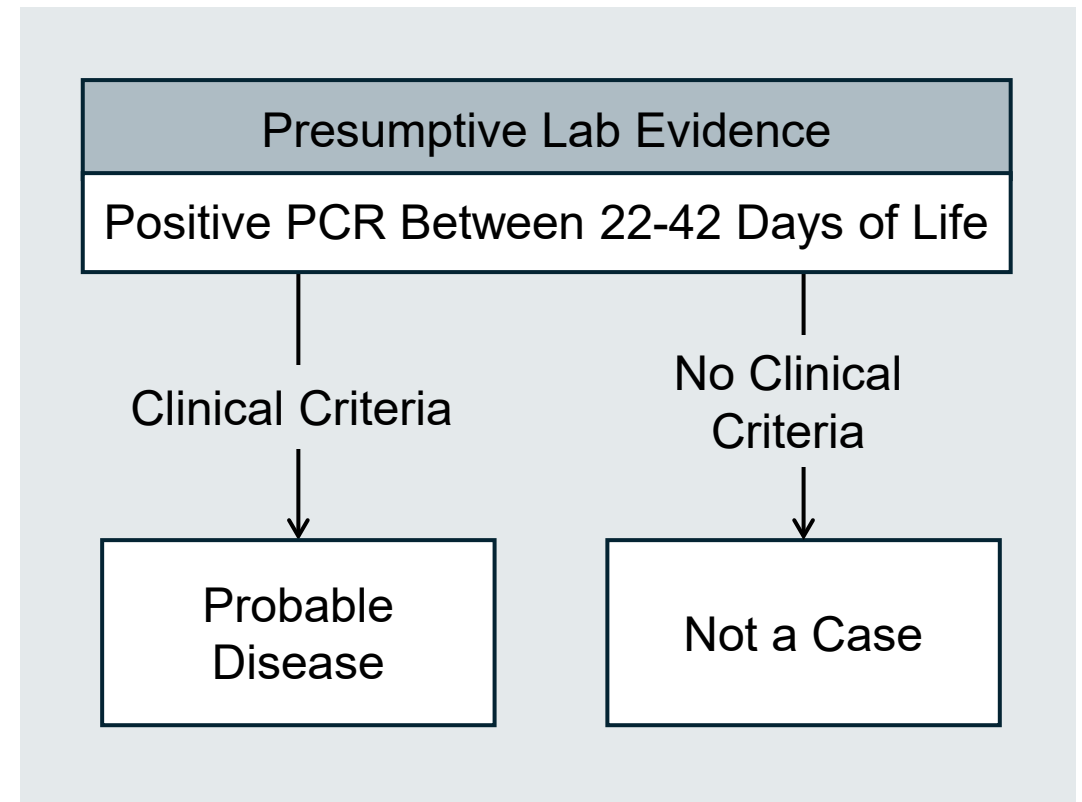 Presumptive Lab Evidence
Positive PCR Between 22-42 Days of Life
Clinical Criteria
No Clinical
Criteria
Probable
Disease
Not a Case